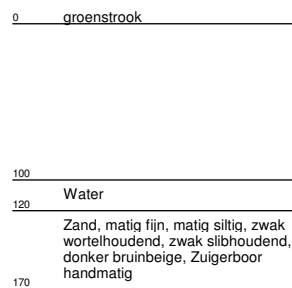 0 groenstrook
100
Water
120
Zand, matig fijn, matig siltig, zwak
wortelhoudend, zwak slibhoudend,
donker bruinbeige, Zuigerboor
handmatig
170